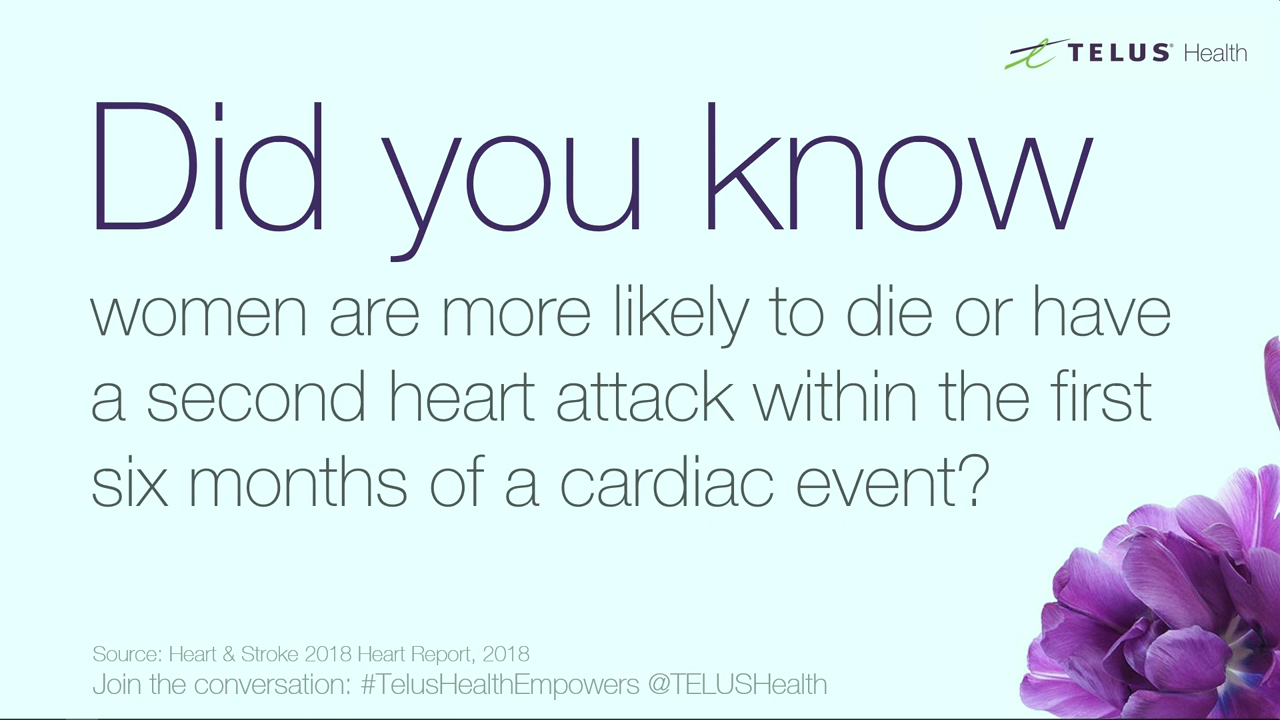 TELUS® Health
Did you know
women are more likely to die or have
a second heart attack within the first
six months of a cardiac event?
Source: Heart & Stroke 2018 Heart Report, 2018
Join the conversation: #TelusHealthEmpowers @TELUSHealth